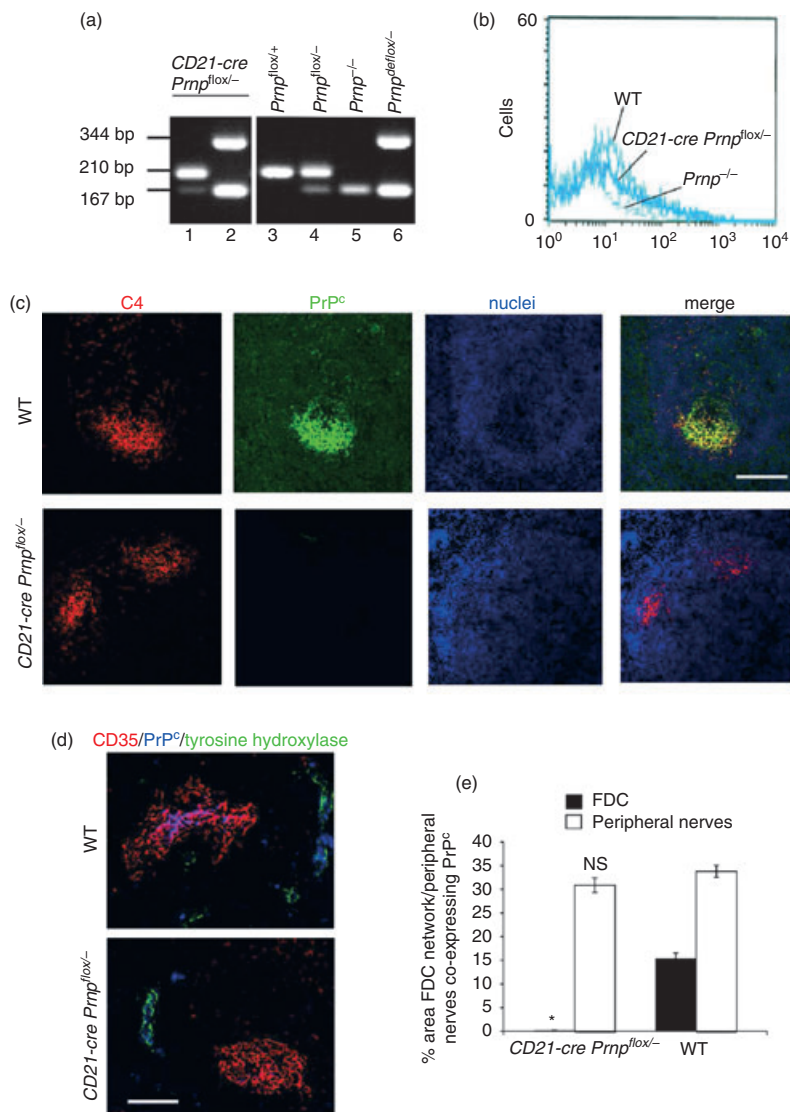 (a)
CD21-cre
Prnp^flox/–
Prnp^flox/+
Prnp^flox/–
Prnp^–/–
Prnp^deflox/–
344 bp
210 bp
167 bp
1 2 3 4 5 6
(b)
60
Cells
0
WT
CD21-cre Prnp^flox/–
Prnp^–/–
10^0 10^1 10^2 10^3 10^4
(c)
C4 PrP^c nuclei merge
WT
CD21-cre Prnp^flox/–
(d)
CD35/PrP^c/tyrosine hydroxylase
WT
CD21-cre Prnp^flox/–
(e)
FDC
Peripheral nerves
% area FDC network/peripheral
nerves co-expressing PrP^c
40
35
30
25
20
15
10
5
0
NS
*
CD21-cre Prnp^flox/– WT